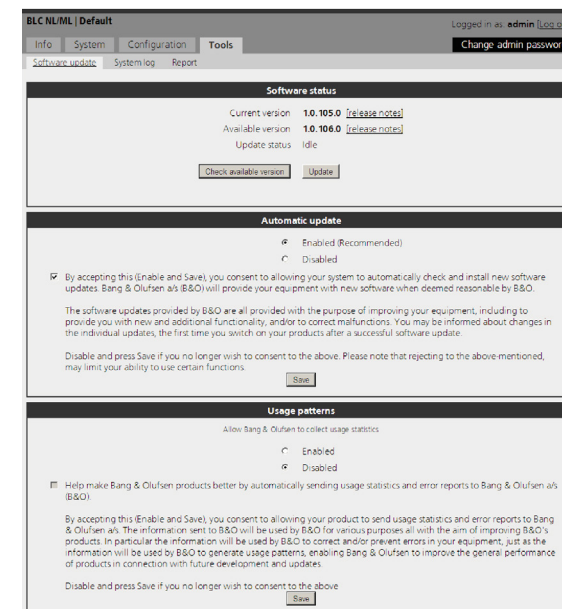 BLC NL/ML | Default
Logged in as: admin [Log o
Info System Configuration Tools
Change admin passwor
Software update System log Report
Software status
Current version 1.0.105.0 [release notes]
Available version 1.0.106.0 [release notes]
Update status Idle
Check available version Update
Automatic update
Enabled (Recommended)
Disabled
By accepting this (Enable and Save), you consent to allowing your system to automatically check and install new software
updates. Bang & Olufsen a/s (B&O) will provide your equipment with new software when deemed reasonable by B&O.
The software updates provided by B&O are all provided with the purpose of improving your equipment, including to
provide you with new and additional functionality, and/or to correct malfunctions. You may be informed about changes in
the individual updates, the first time you switch on your products after a successful software update.
Disable and press Save if you no longer wish to consent to the above. Please note that rejecting to the above-mentioned,
may limit your ability to use certain functions.
Save
Usage patterns
Allow Bang & Olufsen to collect usage statistics
Enabled
Disabled
Help make Bang & Olufsen products better by automatically sending usage statistics and error reports to Bang & Olufsen a/s
(B&O).
By accepting this (Enable and Save), you consent to allowing your product to send usage statistics and error reports to Bang
& Olufsen a/s. The information sent to B&O will be used by B&O for various purposes all with the aim of improving B&O's
products. In particular the information will be used by B&O to correct and/or prevent errors in your equipment, just as the
information will be used by B&O to generate usage patterns, enabling Bang & Olufsen to improve the general performance
of products in connection with future development and updates.
Disable and press Save if you no longer wish to consent to the above
Save